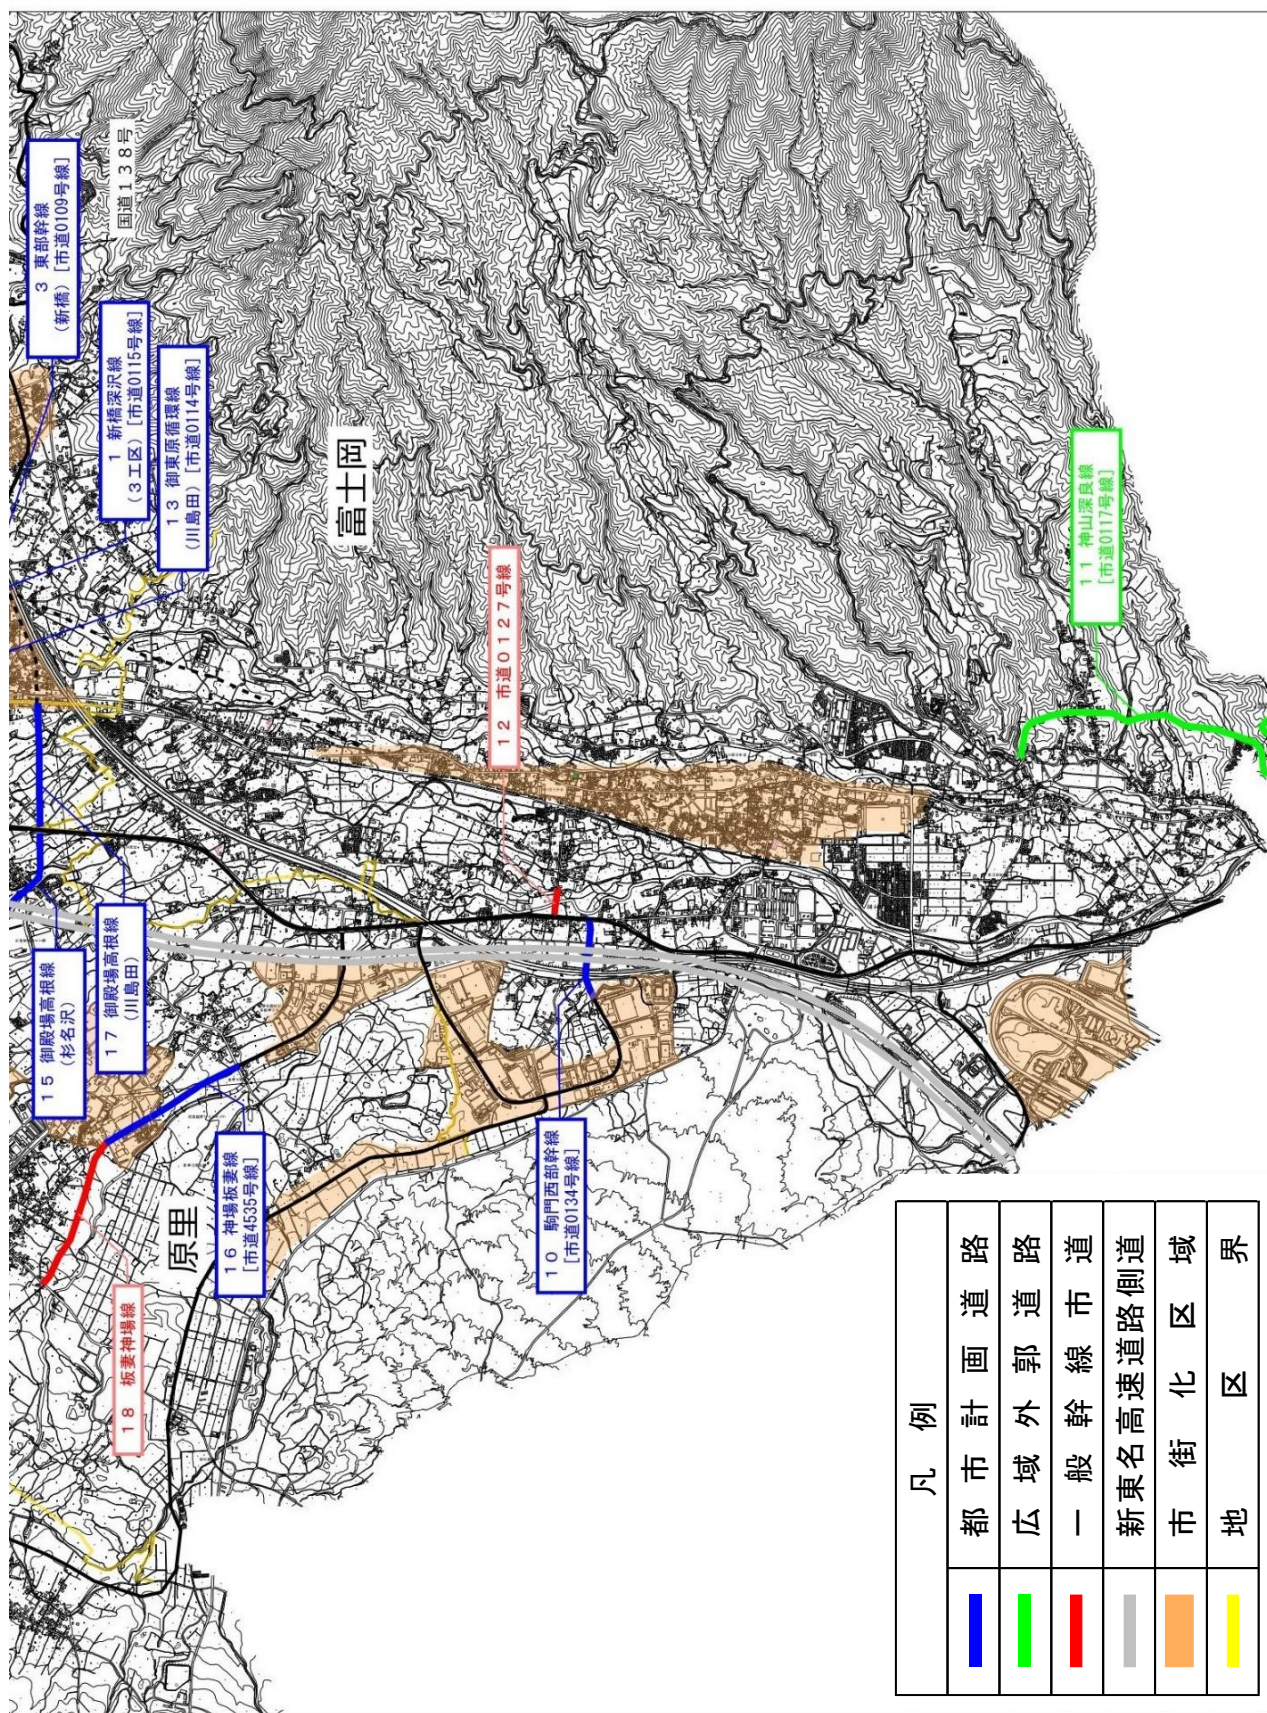 3 東部幹線
(新橋) [市道0109号線]
国道138号
1 新橋深沢線
(3工区) [市道0115号線]
13 御東原循環線
(川島田) [市道0114号線]
富士岡
12 市道0127号線
11 神山深良線
[市道0117号線]
15 御殿場高根線
(杉名沢)
17 御殿場高根線
(川島田)
16 神場板妻線
[市道4535号線]
10 駒門西部幹線
[市道0134号線]
原里
18 板妻神場線
凡例
都市計画道路
広域外郭道路
一般幹線市道
新東名高速道路側道
市街化区域
地区界